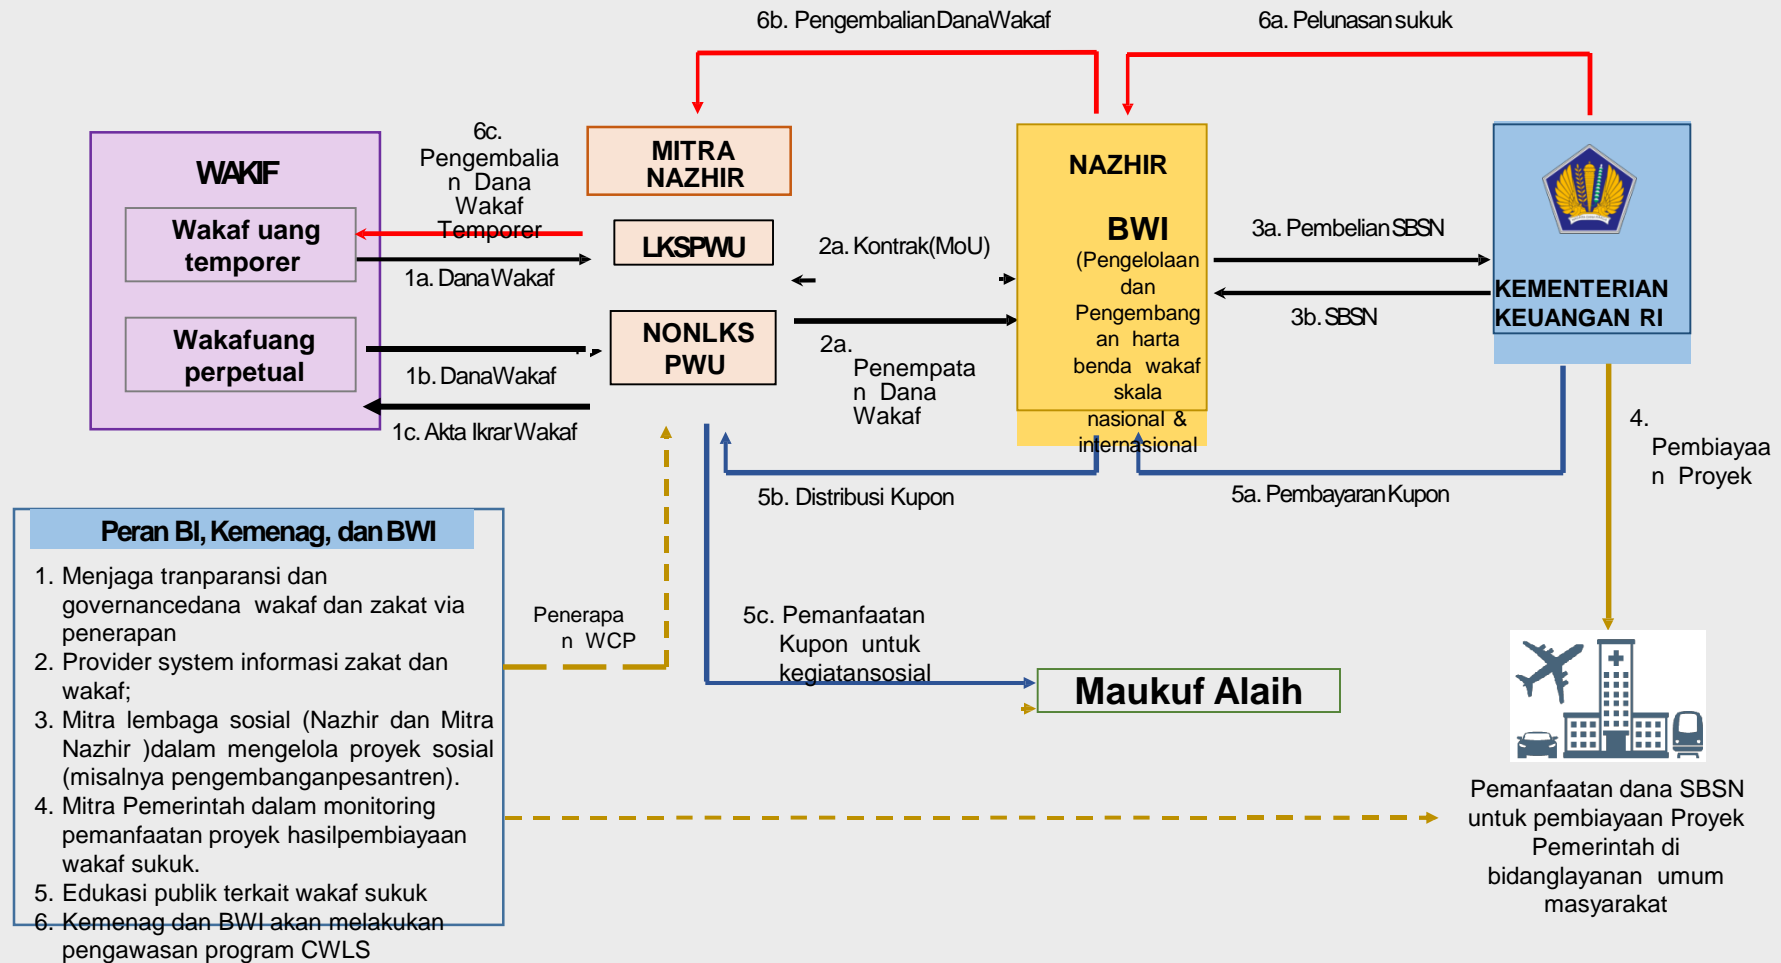 6b. Pengembalian Dana Wakaf
6a. Pelunasan sukuk
WAKIF
Wakaf uang
temporer
Wakafuang
perpetual
6c.
Pengembalia
n Dana
Wakaf
Temporer
1a. Dana Wakaf
1b. Dana Wakaf
1c. Akta Ikrar Wakaf
MITRA
NAZHIR
LKSPWU
NONLKS
PWU
2a. Kontrak(MoU)
2a.
Penempata
n Dana
Wakaf
NAZHIR
BWI
(Pengelolaan
dan
Pengembang
an harta
benda wakaf
skala
nasional &
internasional
3a. Pembelian SBSN
3b. SBSN
KEMENTERIAN
KEUANGAN RI
4.
Pembiayaa
n Proyek
5b. Distribusi Kupon
5a. Pembayaran Kupon
Peran BI, Kemenag, dan BWI
1. Menjaga tranparansi dan
governancedana wakaf dan zakat via
penerapan
2. Provider system informasi zakat dan
wakaf;
3. Mitra lembaga sosial (Nazhir dan Mitra
Nazhir )dalam mengelola proyek sosial
(misalnya pengembanganpesantren).
4. Mitra Pemerintah dalam monitoring
pemanfaatan proyek hasilpembiayaan
wakaf sukuk.
5. Edukasi publik terkait wakaf sukuk
6. Kemenag dan BWI akan melakukan
pengawasan program CWLS
Penerapa
n WCP
5c. Pemanfaatan
Kupon untuk
kegiatansosial
Maukuf Alaih
Pemanfaatan dana SBSN
untuk pembiayaan Proyek
Pemerintah di
bidanglayanan umum
masyarakat